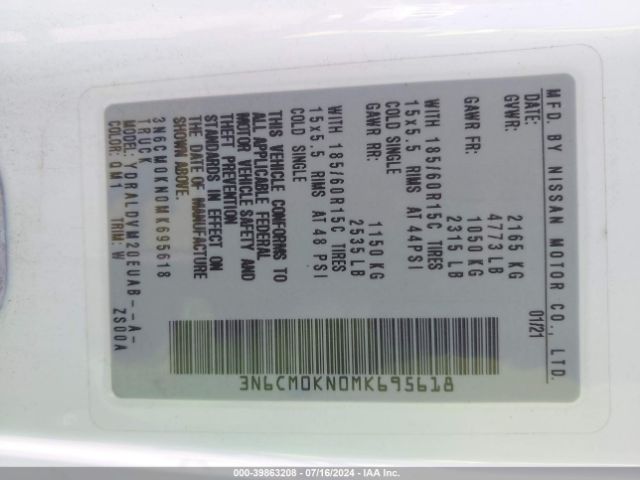 MFD. BY NISSAN MOTOR CO., LTD.
DATE: 01/21
GVWR: 2165 KG
4773 LB
GAWR FR: 1050 KG
2315 LB
WITH 185/60R15C TIRES
15x5.5 RIMS AT 44PSI
COLD SINGLE
GAWR RR: 1150 KG
2535 LB
WITH 185/60R15C TIRES
15x5.5 RIMS AT 48 PSI
COLD SINGLE
THIS VEHICLE CONFORMS TO
ALL APPLICABLE FEDERAL
MOTOR VEHICLE SAFETY AND
THEFT PREVENTION
STANDARDS IN EFFECT ON
THE DATE OF MANUFACTURE
SHOWN ABOVE.
3N6CM0KN0MK695618
TRUCK
MODEL: VDRALDVM20EUAB--A-
COLOR: QM1 TRIM: W ZS00A
3N6CM0KN0MK695618
000-39863208 - 07/16/2024 - IAA Inc.